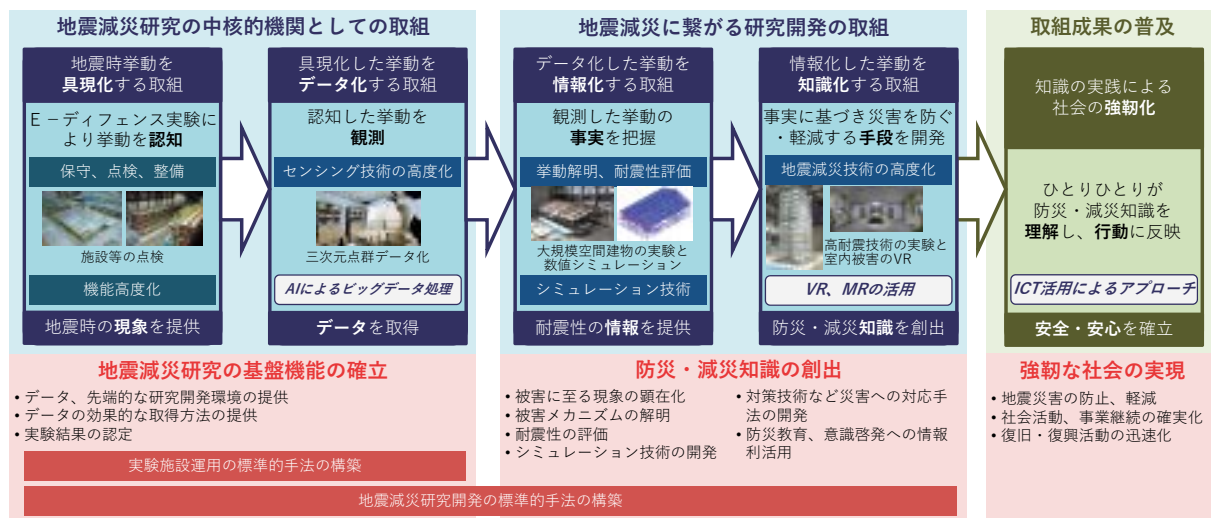 地震減災研究の中核的機関としての取組
地震時挙動を
具現化する取組
Ｅ－ディフェンス実験に
より挙動を認知
保守、点検、整備
施設等の点検
機能高度化
地震時の現象を提供
具現化した挙動を
データ化する取組
認知した挙動を
観測
センシング技術の高度化
三次元点群データ化
AIによるビッグデータ処理
データを取得
地震減災に繋がる研究開発の取組
データ化した挙動を
情報化する取組
観測した挙動の
事実を把握
挙動解明、耐震性評価
大規模空間建物の実験と
数値シミュレーション
シミュレーション技術
耐震性の情報を提供
情報化した挙動を
知識化する取組
事実に基づき災害を防ぐ
・軽減する手段を開発
地震減災技術の高度化
高耐震技術の実験と
室内被害のVR
VR、MRの活用
防災・減災知識を創出
取組成果の普及
知識の実践による
社会の強靭化
ひとりひとりが
防災・減災知識を
理解し、行動に反映
ICT活用によるアプローチ
安全・安心を確立
地震減災研究の基盤機能の確立
• データ、先端的な研究開発環境の提供
• データの効果的な取得方法の提供
• 実験結果の認定
防災・減災知識の創出
• 被害に至る現象の顕在化
• 被害メカニズムの解明
• 耐震性の評価
• シミュレーション技術の開発
• 対策技術など災害への対応手
法の開発
• 防災教育、意識啓発への情報
利活用
強靭な社会の実現
• 地震災害の防止、軽減
• 社会活動、事業継続の確実化
• 復旧・復興活動の迅速化
実験施設運用の標準的手法の構築
地震減災研究開発の標準的手法の構築